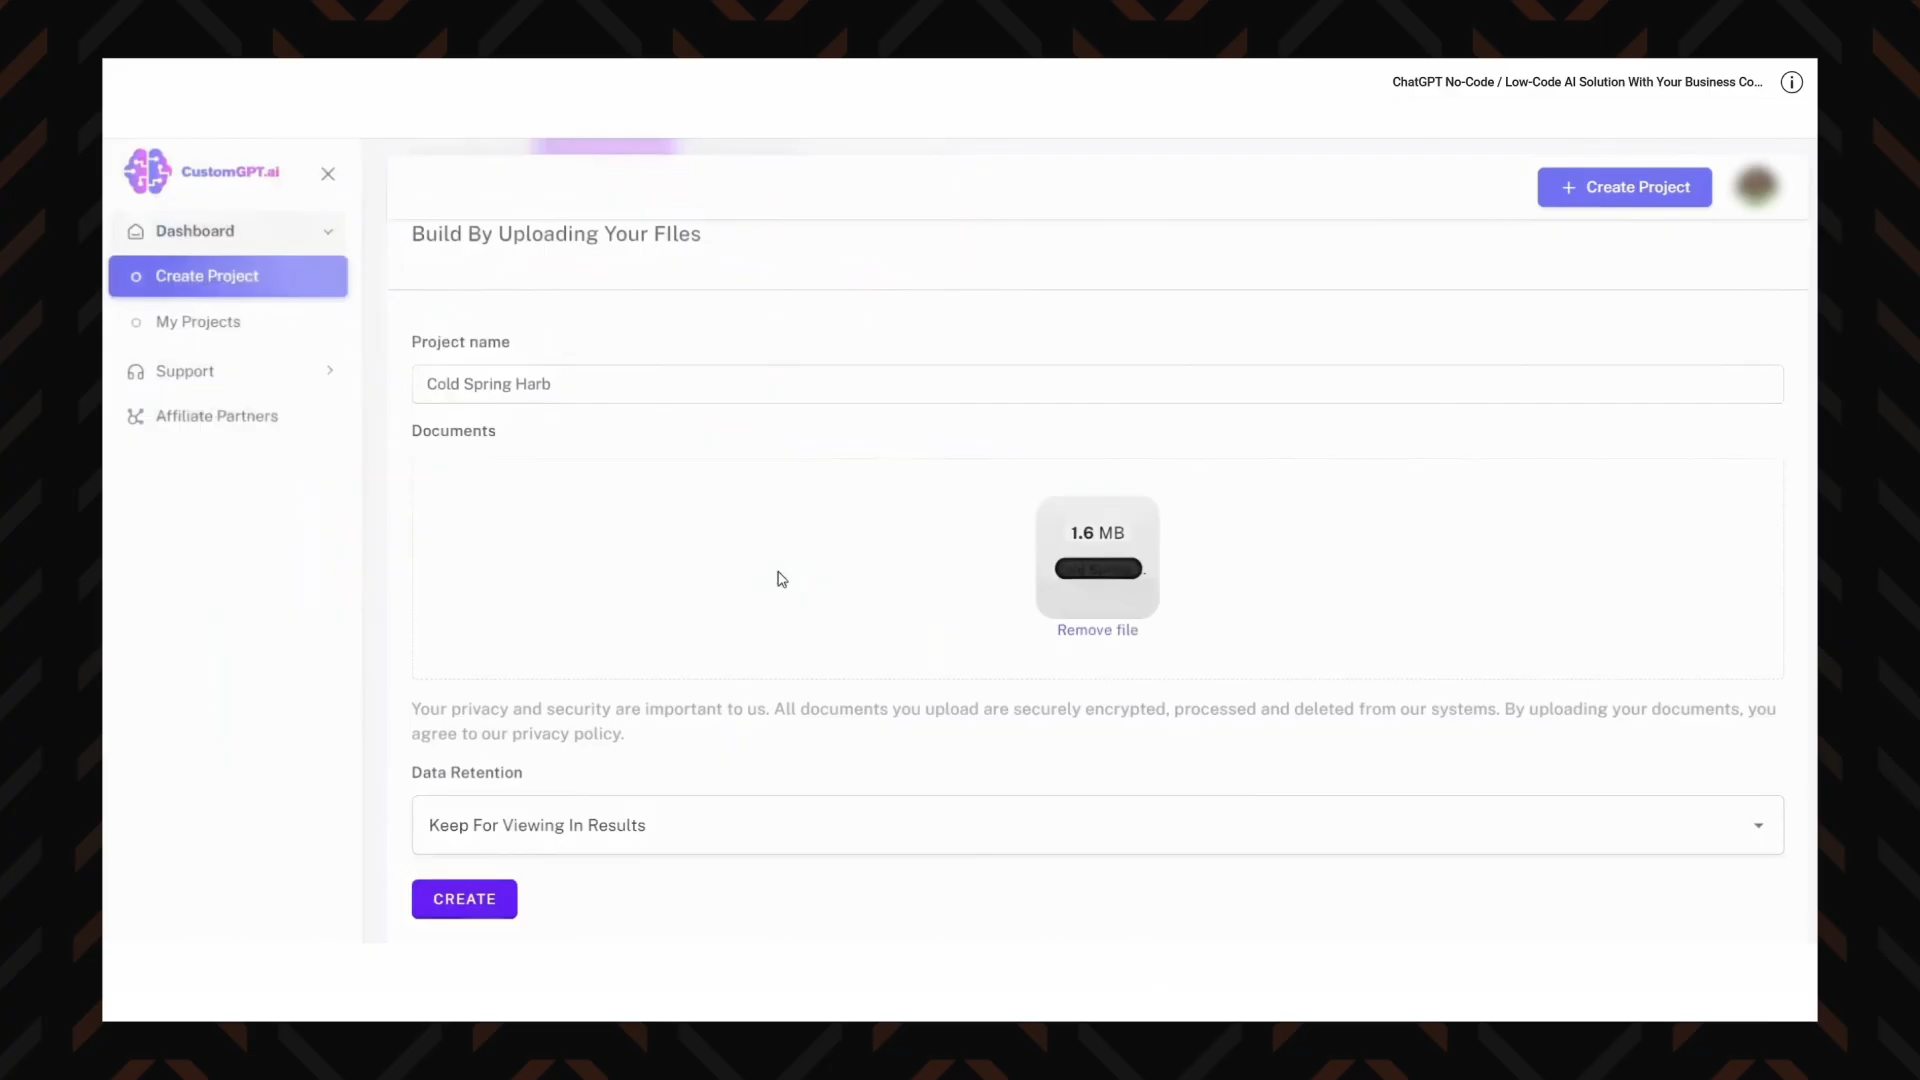 ChatGPT No-Code / Low-Code AI Solution With Your Business Co...
CustomGPT.ai
Create Project
Dashboard
Build By Uploading Your FIles
Create Project
My Projects
Project name
Support
Cold Spring Harb
Affiliate Partners
Documents
1.6 MB
Remove file
Your privacy and security are important to us. All documents you upload are securely encrypted, processed and deleted from our systems. By uploading your documents, you
agree to our privacy policy.
Data Retention
Keep For Viewing In Results
CREATE